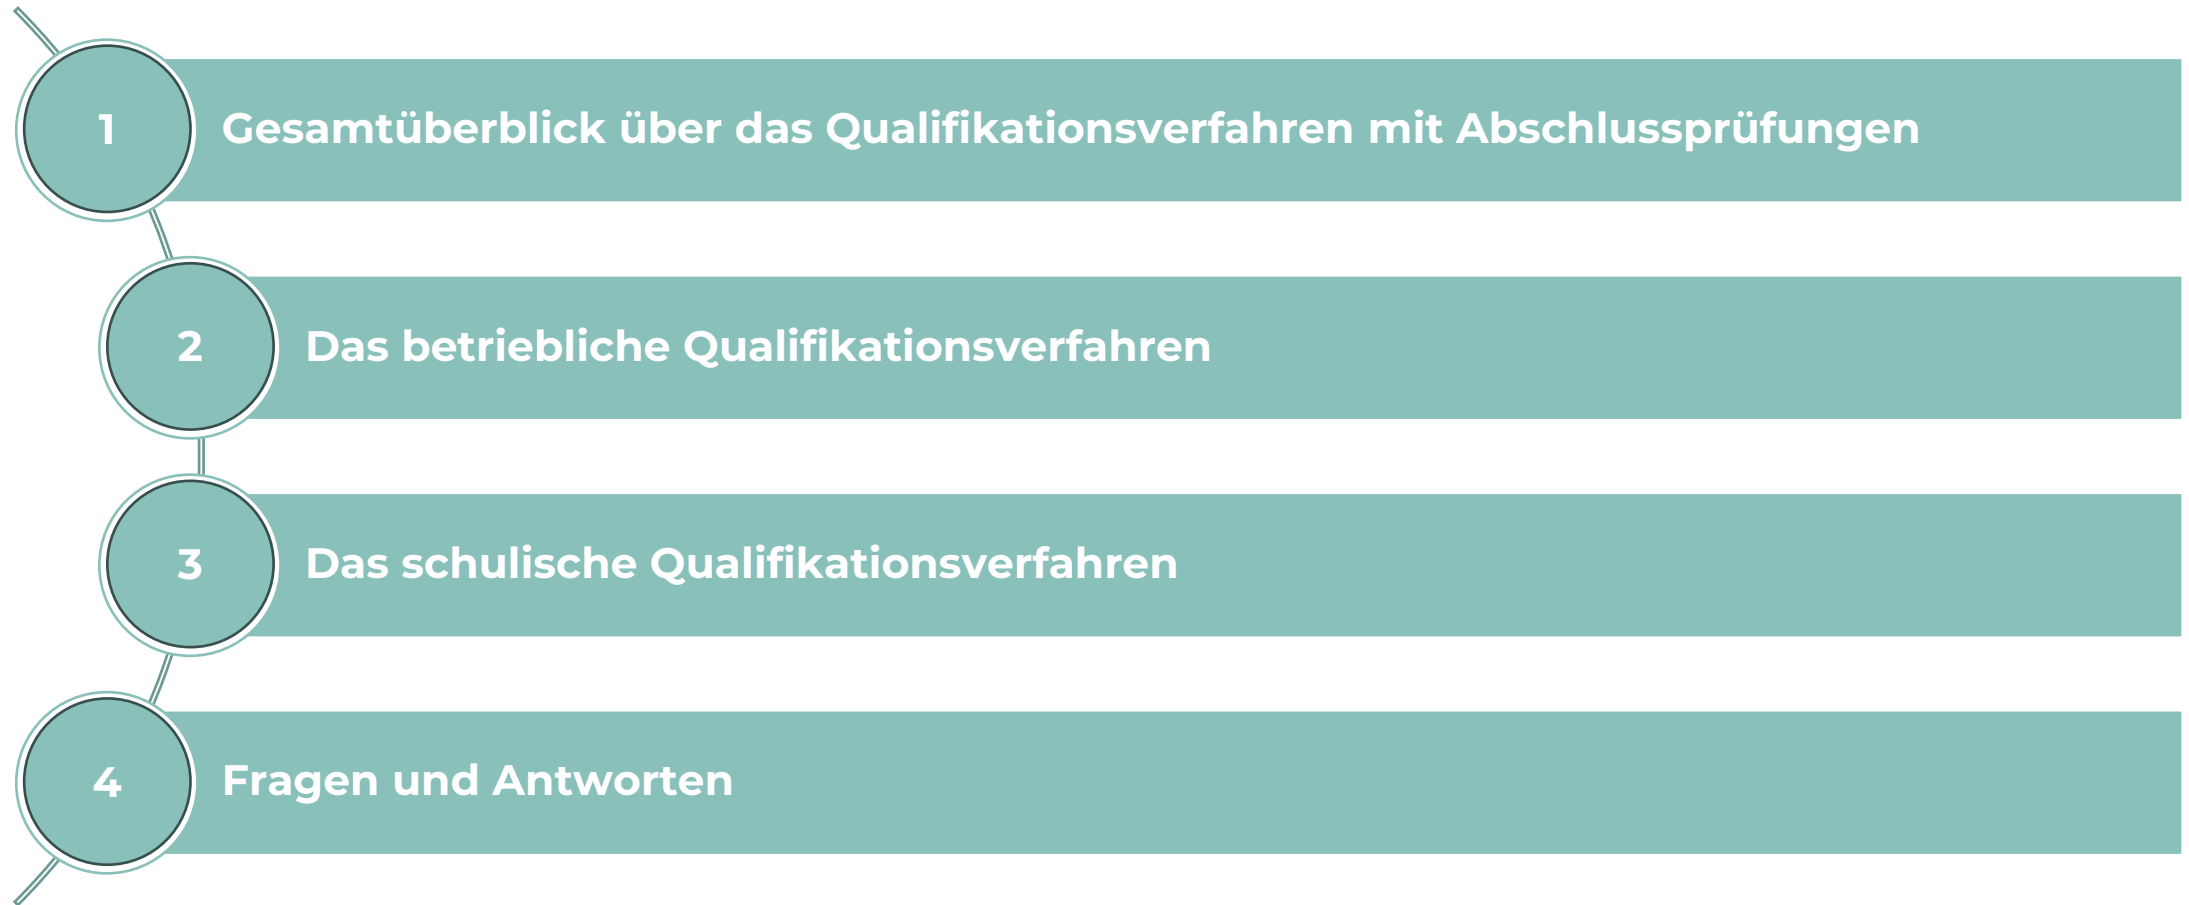 1
Gesamtüberblick über das Qualifikationsverfahren mit Abschlussprüfungen
2
Das betriebliche Qualifikationsverfahren
3
Das schulische Qualifikationsverfahren
4
Fragen und Antworten